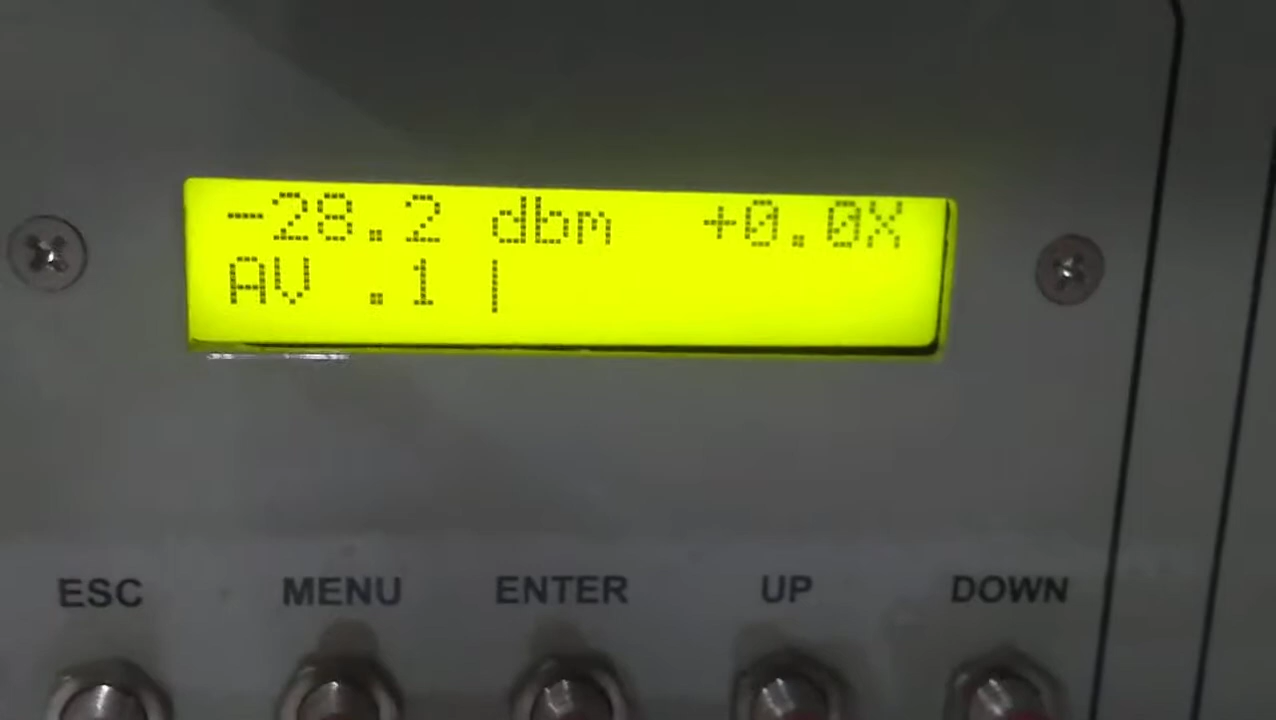 -28.2 dbm +0.0X
AV .1 |
ESC MENU ENTER UP DOWN